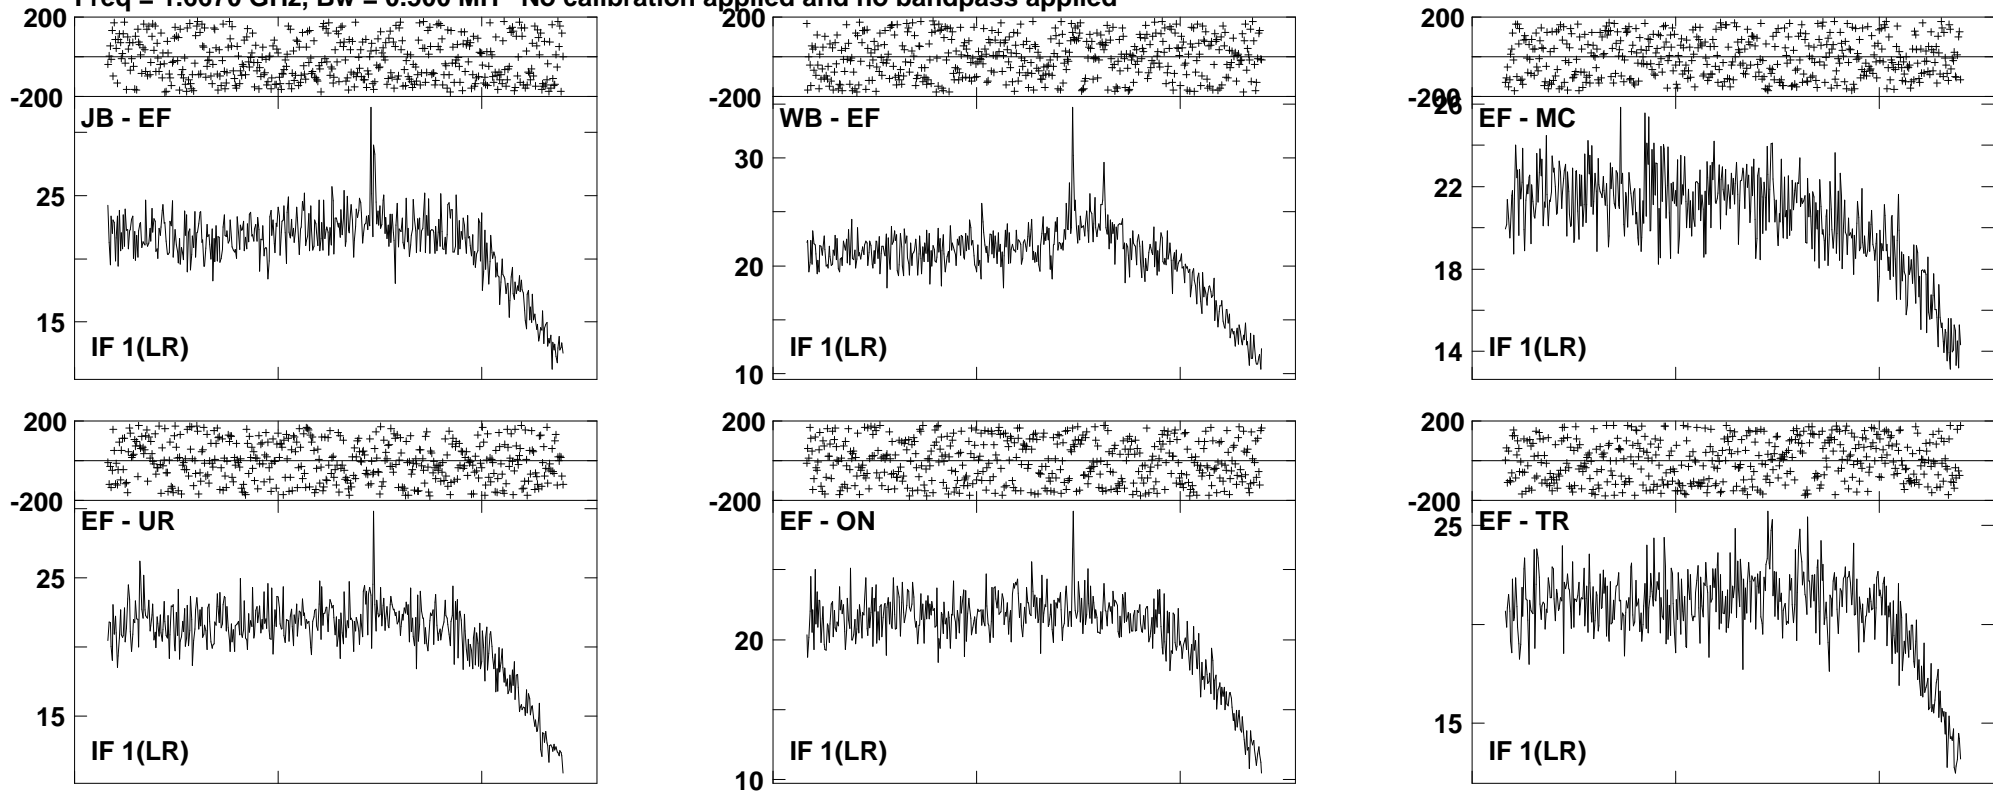 Freq = 1.6670 GHz, Bw = 0.500 MH No calibration applied and no bandpass applied
200
-200
JB - EF
25
15
IF 1(LR)
200
-200
WB - EF
30
20
10
IF 1(LR)
200
-200
26
EF - MC
22
18
14
IF 1(LR)
200
-200
EF - UR
25
15
IF 1(LR)
200
-200
EF - ON
20
10
IF 1(LR)
200
-200
25
EF - TR
15
IF 1(LR)